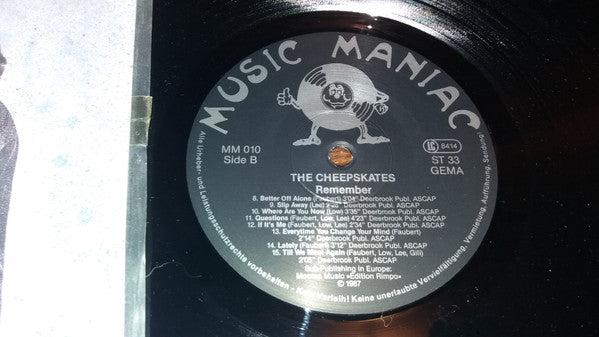 MUSIC MANIAC
MM 010
Side B
LC 8414
ST 33
GEMA
THE CHEEPSKATES
Remember
8. Better Off Alone (Faubert) 3'04" Deerbrook Publ. ASCAP
9. Slip Away (Lee) 2'28" Deerbrook Publ. ASCAP
10. Where Are You Now (Low) 3'35" Deerbrook Publ. ASCAP
11. Questions (Faubert, Low, Lee) 4'23" Deerbrook Publ. ASCAP
12. If It's Me (Faubert, Low, Lee) 2'34" Deerbrook Publ. ASCAP
13. Everytime You Change Your Mind (Faubert)
2'14" Deerbrook Publ. ASCAP
14. Lately (Faubert) 3'12" Deerbrook Publ. ASCAP
15. Till We Meet Again (Faubert, Low, Lee, Gill)
2'05" Deerbrook Publ. ASCAP
Sub-Publishing in Europe:
Music »Edition Rimpo«
© 1987
Alle Urheber- und Leistungsschutzrechte vorbehalten - Kein Verleih! Keine unerlaubte Vervielfältigung, Vermietung, Aufführung, Sendung!